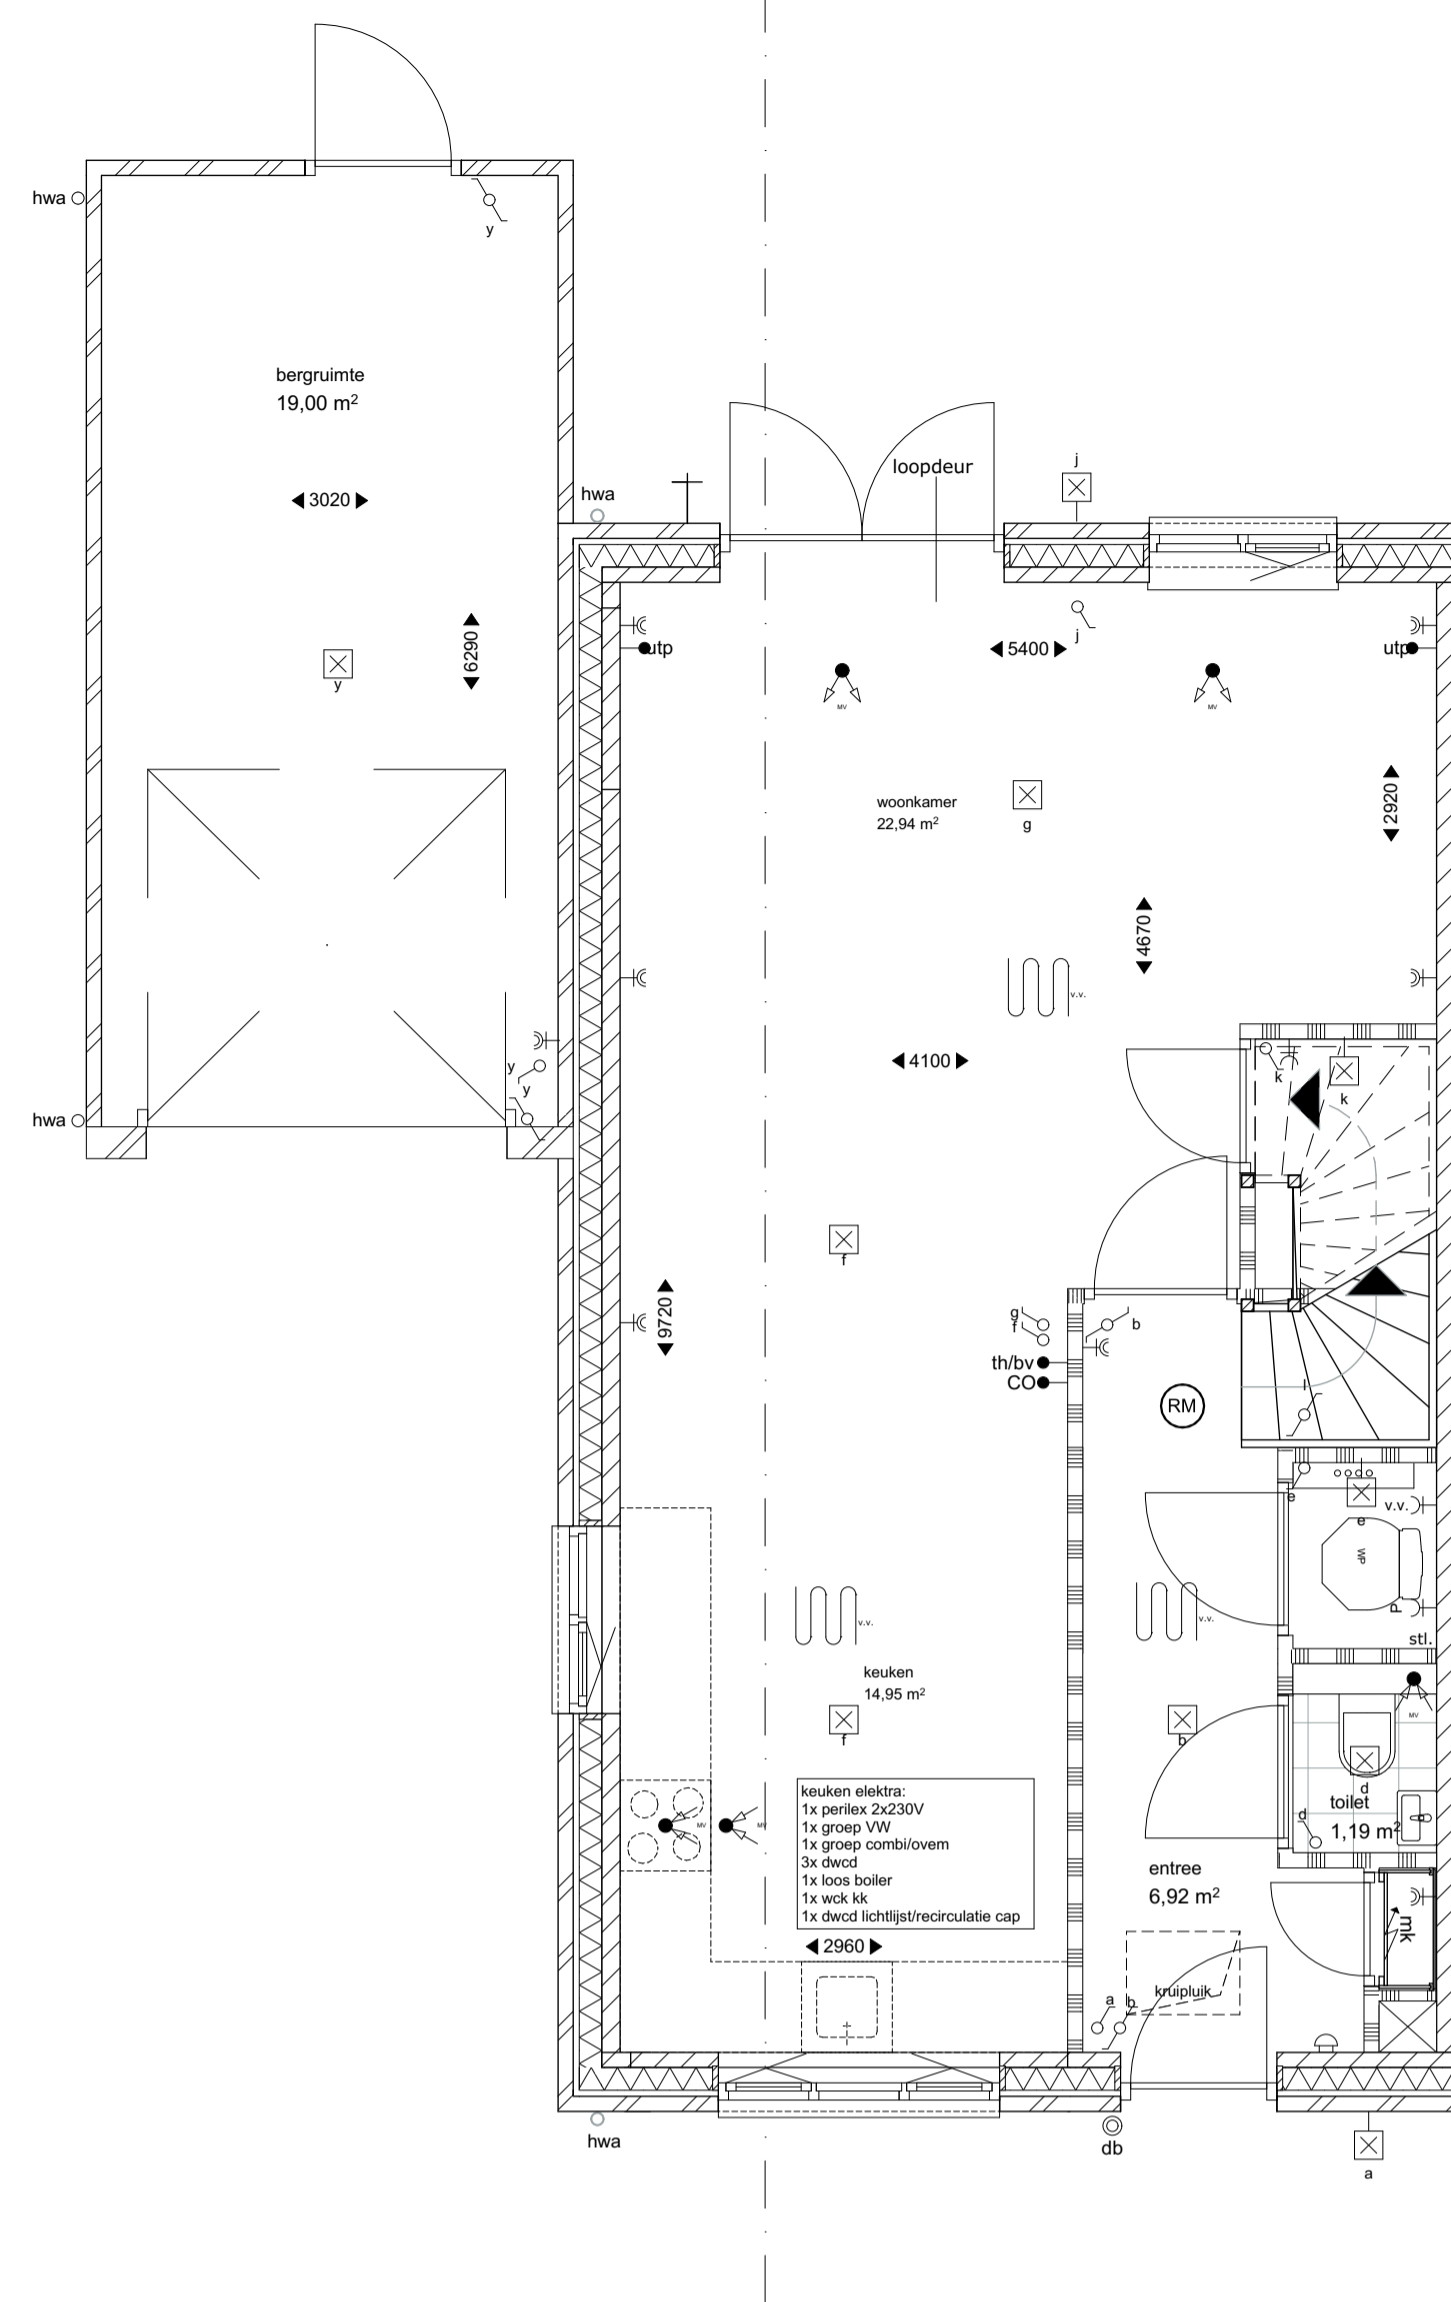 hwa
y
bergruimte
19,00 m²
3020
hwa
loopdeur
j
j
5400
6290
y
utp
utp
MV
MV
woonkamer
22,94 m²
g
2920
4670
v.v.
4100
y
y
hwa
k
k
f
9720
g
f
b
th/bv
CO
RM
l
e
v.v.
e
WP
P
stl.
v.v.
v.v.
keuken
14,95 m²
f
b
MV
d
toilet
1,19 m²
d
keuken elektra:
1x perilex 2x230V
1x groep VW
1x groep combi/ovem
3x dwcd
1x loos boiler
1x wck kk
1x dwcd lichtlijst/recirculatie cap
MV
MV
entree
6,92 m²
mk
2960
kruipluik
a
b
hwa
db
a